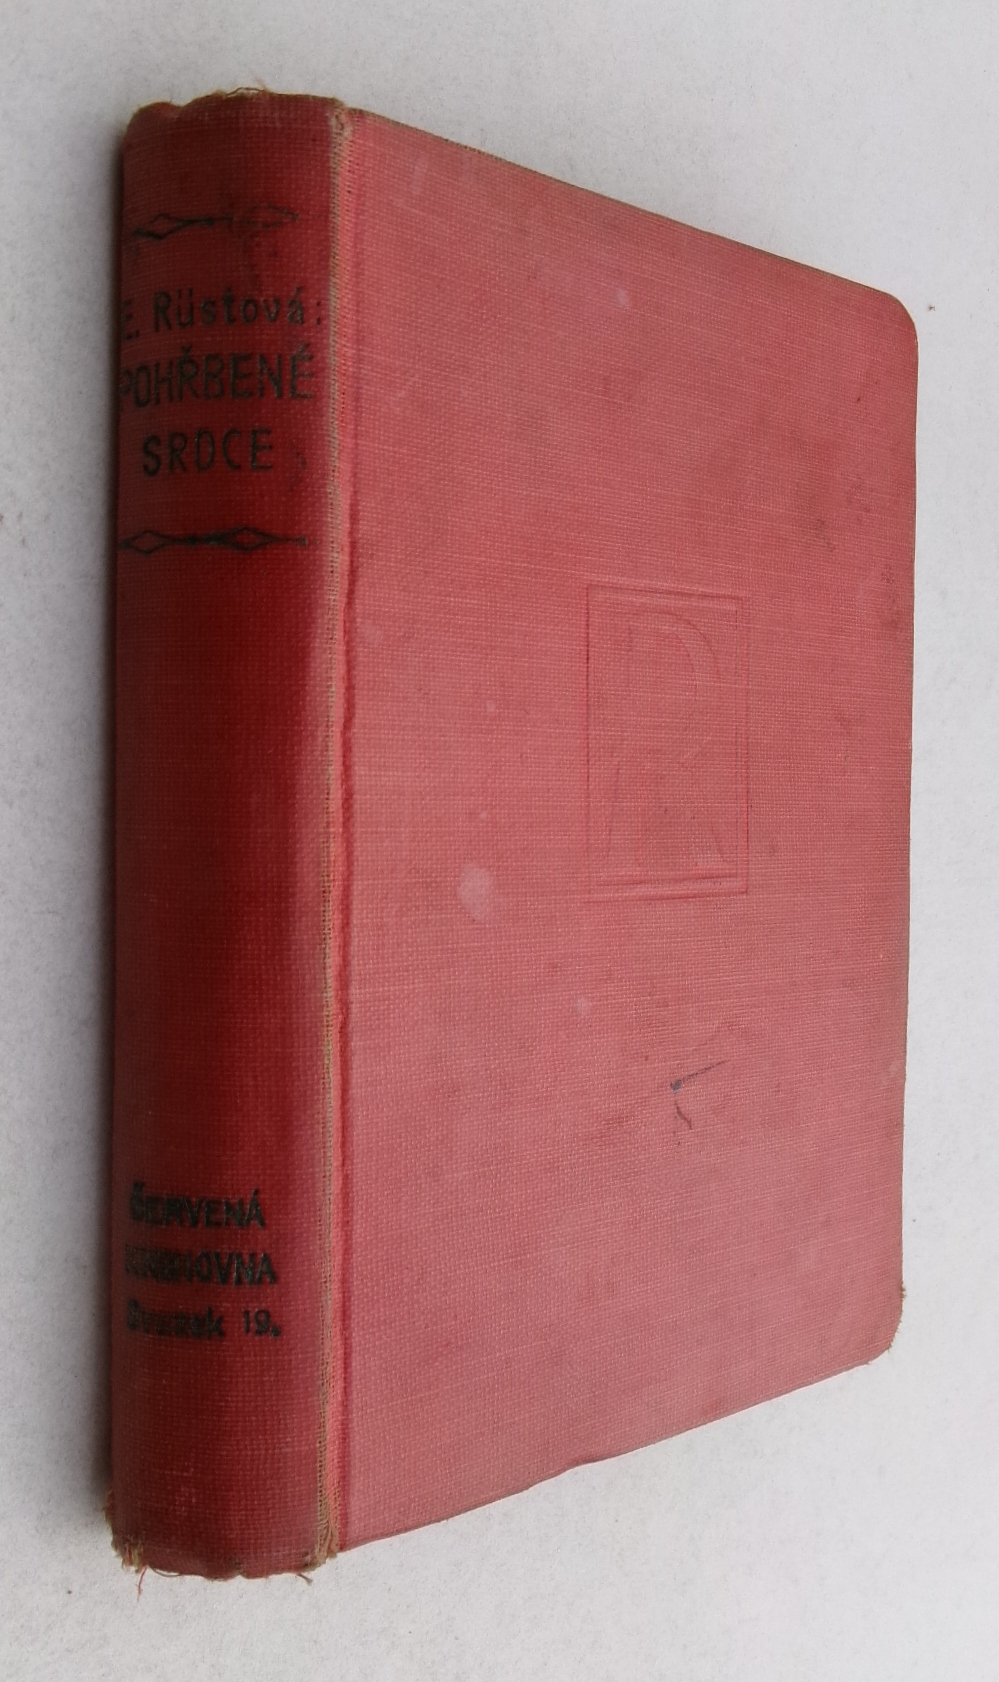 E. Rüstová:
POHŘBENÉ
SRDCE
R
ČERVENÁ
KNIHOVNA
Svazek 19.